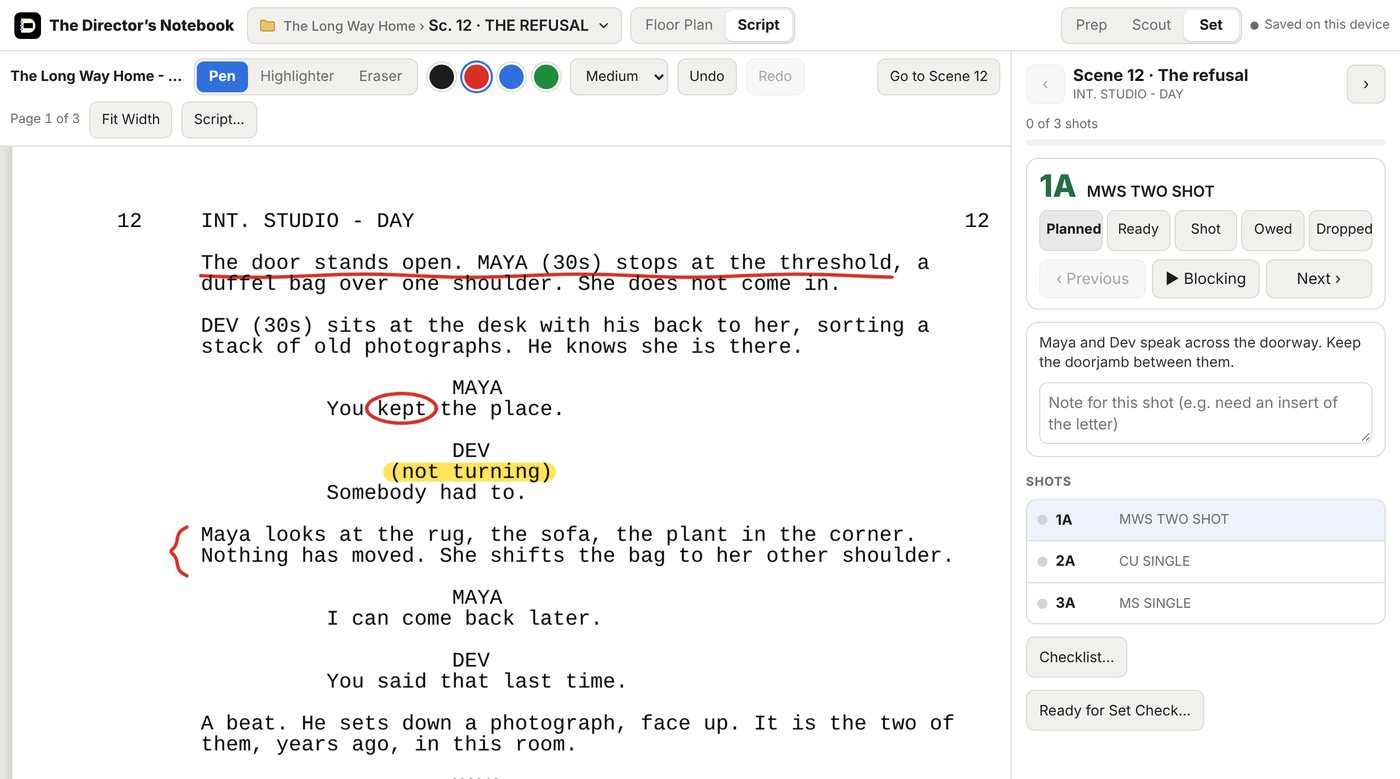 The Director's Notebook
The Long Way Home › Sc. 12 · THE REFUSAL
Floor Plan
Script
Prep
Scout
Set
Saved on this device
The Long Way Home - ...
Pen
Highlighter
Eraser
Medium
Undo
Redo
Go to Scene 12
Page 1 of 3
Fit Width
Script...
12 INT. STUDIO - DAY 12
The door stands open. MAYA (30s) stops at the threshold, a
duffel bag over one shoulder. She does not come in.
DEV (30s) sits at the desk with his back to her, sorting a
stack of old photographs. He knows she is there.
MAYA
You kept the place.
DEV
(not turning)
Somebody had to.
Maya looks at the rug, the sofa, the plant in the corner.
Nothing has moved. She shifts the bag to her other shoulder.
MAYA
I can come back later.
DEV
You said that last time.
A beat. He sets down a photograph, face up. It is the two of
them, years ago, in this room.
‹
Scene 12 · The refusal
INT. STUDIO - DAY
›
0 of 3 shots
1A MWS TWO SHOT
Planned
Ready
Shot
Owed
Dropped
‹ Previous
▶ Blocking
Next ›
Maya and Dev speak across the doorway. Keep
the doorjamb between them.
Note for this shot (e.g. need an insert of
the letter)
SHOTS
1A MWS TWO SHOT
2A CU SINGLE
3A MS SINGLE
Checklist...
Ready for Set Check...